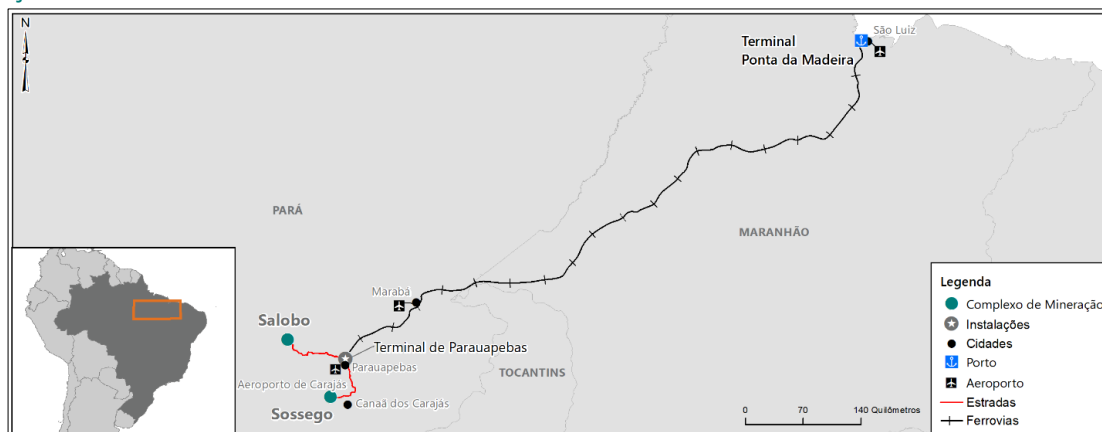 N
Terminal
Ponta da Madeira
São Luiz
PARÁ
MARANHÃO
Marabá
Salobo
Terminal de Parauapebas
Parauapebas
Aeroporto de Carajás
TOCANTINS
Canaã dos Carajás
Sossego
0 70 140 Quilômetros
Legenda
Complexo de Mineração
Instalações
Cidades
Porto
Aeroporto
Estradas
Ferrovias